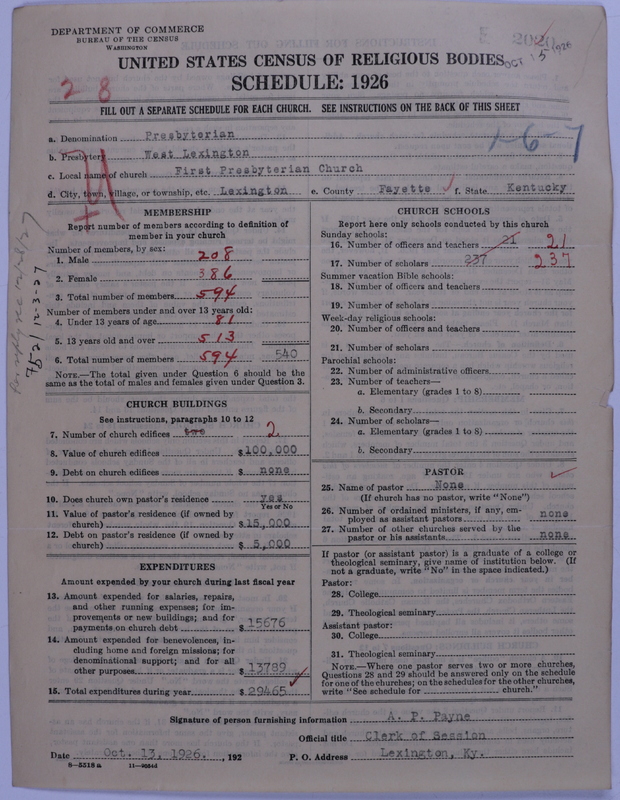 DEPARTMENT OF COMMERCE
BUREAU OF THE CENSUS
WASHINGTON
2020
OCT 15 1926
UNITED STATES CENSUS OF RELIGIOUS BODIES
SCHEDULE: 1926
28
FILL OUT A SEPARATE SCHEDULE FOR EACH CHURCH. SEE INSTRUCTIONS ON THE BACK OF THIS SHEET
1-6-7
a. Denomination Presbyterian
b. Presbytery West Lexington
c. Local name of church First Presbyterian Church
d. City, town, village, or township, etc. Lexington e. County Fayette f. State Kentucky
MEMBERSHIP
Report number of members according to definition of
member in your church
Number of members, by sex:
1. Male 208
2. Female 386
3. Total number of members 594
Number of members under and over 13 years old:
4. Under 13 years of age 81
5. 13 years old and over 513
6. Total number of members 594 540
NOTE.—The total given under Question 6 should be the
same as the total of males and females given under Question 3.
CHURCH BUILDINGS
See instructions, paragraphs 10 to 12
7. Number of church edifices two 2
8. Value of church edifices $100,000
9. Debt on church edifices $ none
10. Does church own pastor's residence yes
Yes or No
11. Value of pastor's residence (if owned by
church) $15,000
12. Debt on pastor's residence (if owned by
church) $ 5,000
EXPENDITURES
Amount expended by your church during last fiscal year
13. Amount expended for salaries, repairs,
and other running expenses; for im-
provements or new buildings; and for
payments on church debt $ 15676
14. Amount expended for benevolences, in-
cluding home and foreign missions; for
denominational support; and for all
other purposes $ 13789
15. Total expenditures during year $ 29465
CHURCH SCHOOLS
Report here only schools conducted by this church
Sunday schools:
16. Number of officers and teachers 21 21
17. Number of scholars 237 237
Summer vacation Bible schools:
18. Number of officers and teachers
19. Number of scholars
Week-day religious schools:
20. Number of officers and teachers
21. Number of scholars
Parochial schools:
22. Number of administrative officers
23. Number of teachers—
a. Elementary (grades 1 to 8)
b. Secondary
24. Number of scholars—
a. Elementary (grades 1 to 8)
b. Secondary
PASTOR
25. Name of pastor None
(If church has no pastor, write "None")
26. Number of ordained ministers, if any, em-
ployed as assistant pastors none
27. Number of other churches served by the
pastor or his assistants none
If pastor (or assistant pastor) is a graduate of a college or
theological seminary, give name of institution below. (If
not a graduate, write "No" in the space indicated.)
Pastor:
28. College
29. Theological seminary
Assistant pastor:
30. College
31. Theological seminary
NOTE.—Where one pastor serves two or more churches,
Questions 28 and 29 should be answered only on the schedule
for one of the churches; on the schedules for the other churches,
write "See schedule for church."
Signature of person furnishing information A. P. Payne
Official title Clerk of Session
Date Oct. 13, 1926. , 192 P. O. Address Lexington, Ky.
8—5318a 11—9004d